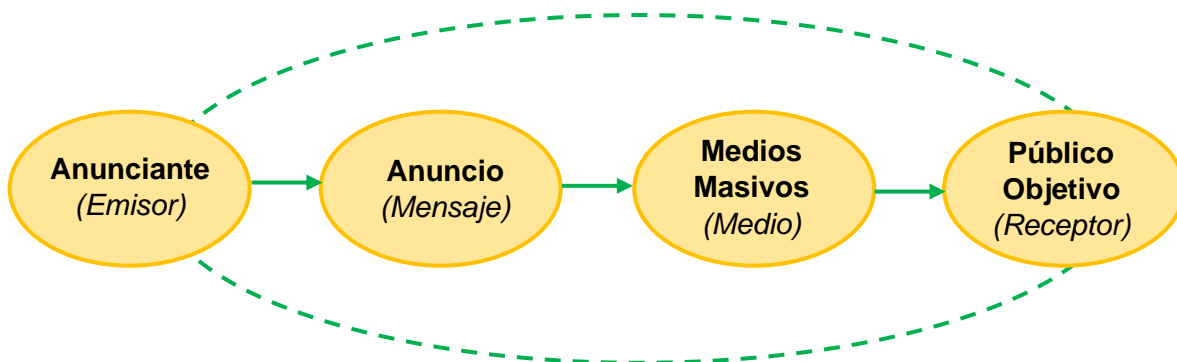 Anunciante
(Emisor)
Anuncio
(Mensaje)
Medios
Masivos
(Medio)
Público
Objetivo
(Receptor)